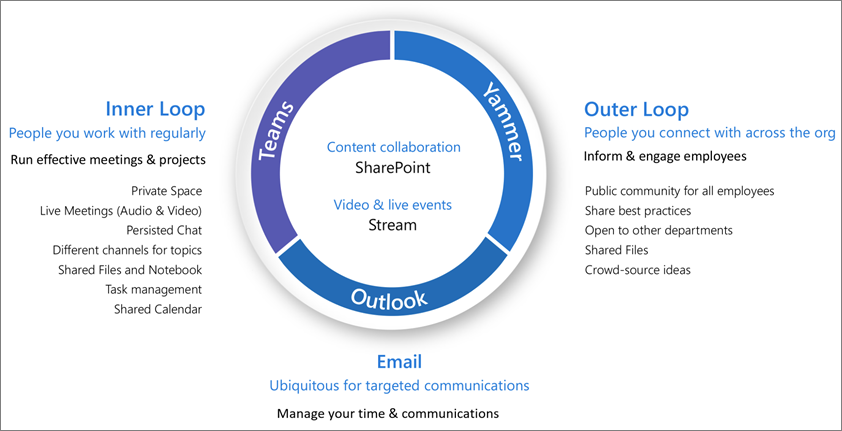 Inner Loop
People you work with regularly
Run effective meetings & projects
Private Space
Live Meetings (Audio & Video)
Persisted Chat
Different channels for topics
Shared Files and Notebook
Task management
Shared Calendar
Teams
Yammer
Outlook
Content collaboration
SharePoint
Video & live events
Stream
Outer Loop
People you connect with across the org
Inform & engage employees
Public community for all employees
Share best practices
Open to other departments
Shared Files
Crowd-source ideas
Email
Ubiquitous for targeted communications
Manage your time & communications